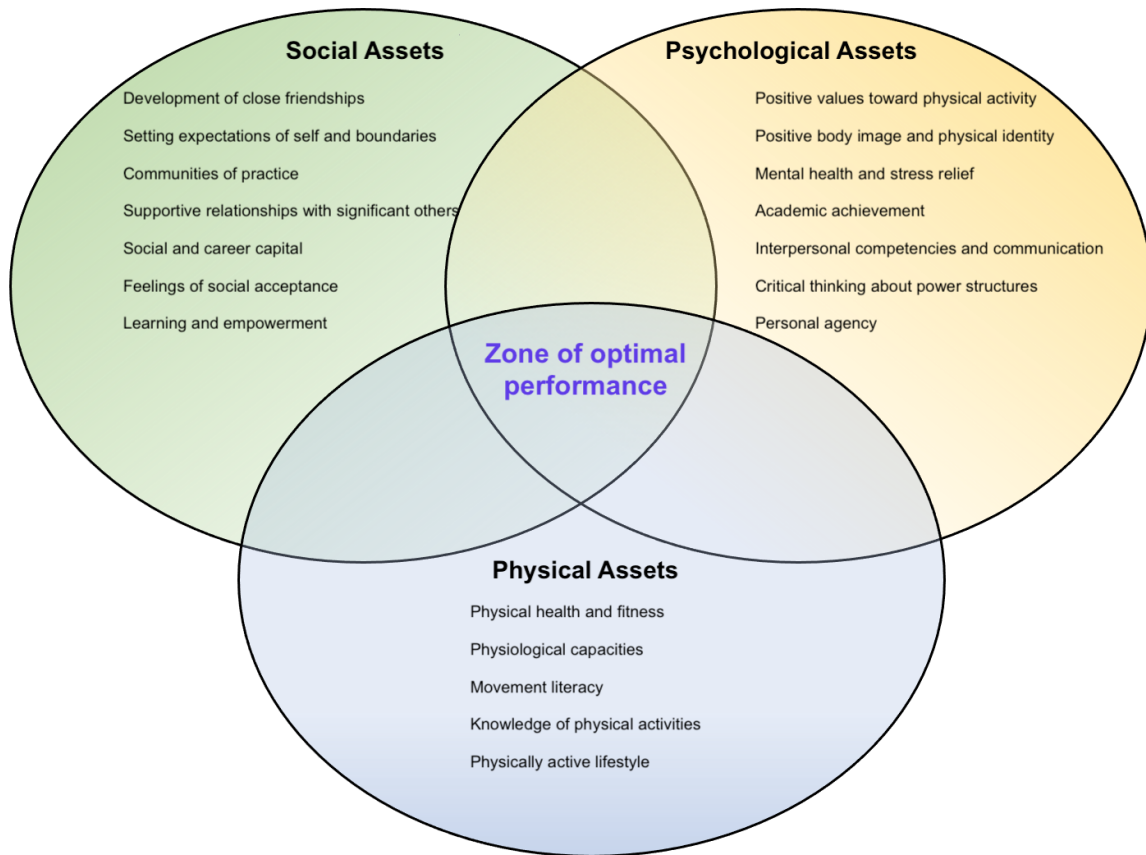 Social Assets
Development of close friendships
Setting expectations of self and boundaries
Communities of practice
Supportive relationships with significant others
Social and career capital
Feelings of social acceptance
Learning and empowerment
Psychological Assets
Positive values toward physical activity
Positive body image and physical identity
Mental health and stress relief
Academic achievement
Interpersonal competencies and communication
Critical thinking about power structures
Personal agency
Zone of optimal
performance
Physical Assets
Physical health and fitness
Physiological capacities
Movement literacy
Knowledge of physical activities
Physically active lifestyle